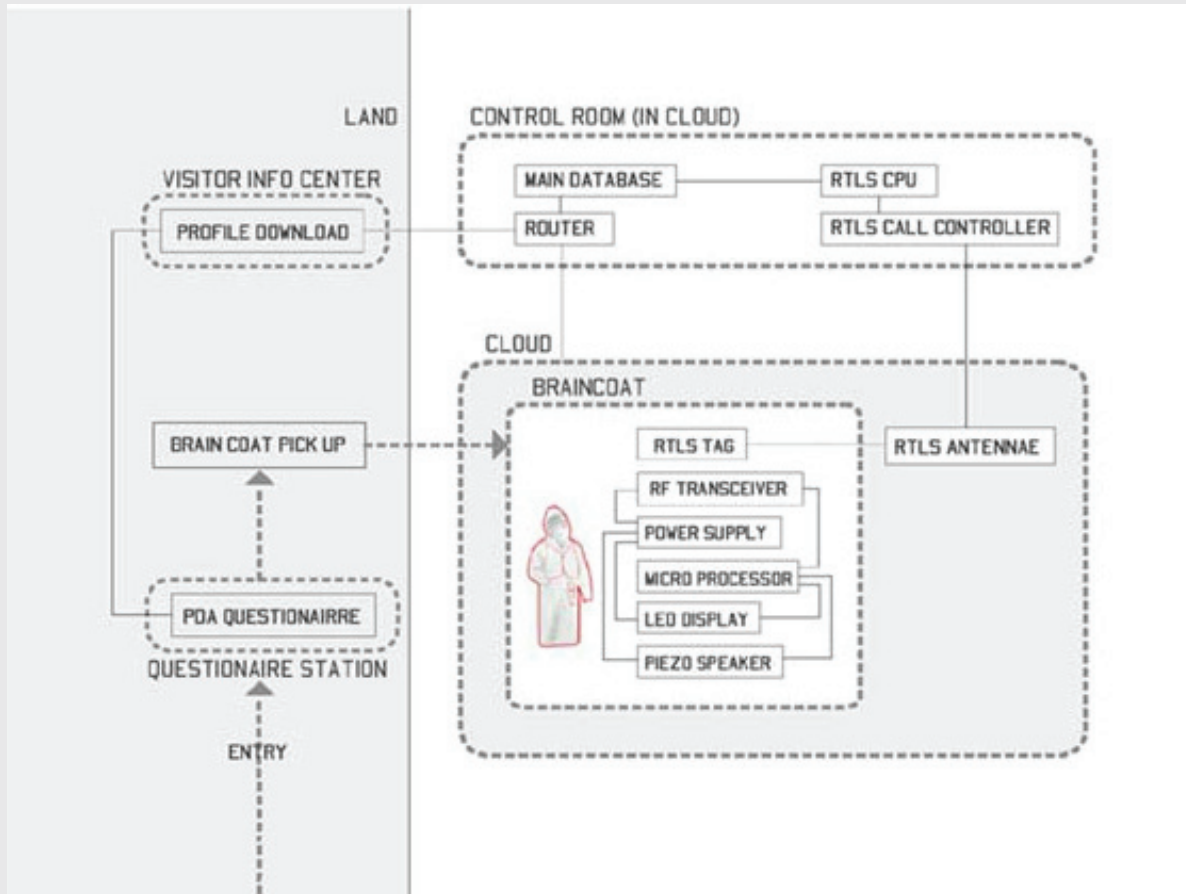 LAND
VISITOR INFO CENTER
PROFILE DOWNLOAD
BRAIN COAT PICK UP
PDA QUESTIONAIRRE
QUESTIONAIRE STATION
ENTRY
CONTROL ROOM (IN CLOUD)
MAIN DATABASE
RTLS CPU
ROUTER
RTLS CALL CONTROLLER
CLOUD
BRAINCOAT
RTLS TAG
RTLS ANTENNAE
RF TRANSCEIVER
POWER SUPPLY
MICRO PROCESSOR
LED DISPLAY
PIEZO SPEAKER